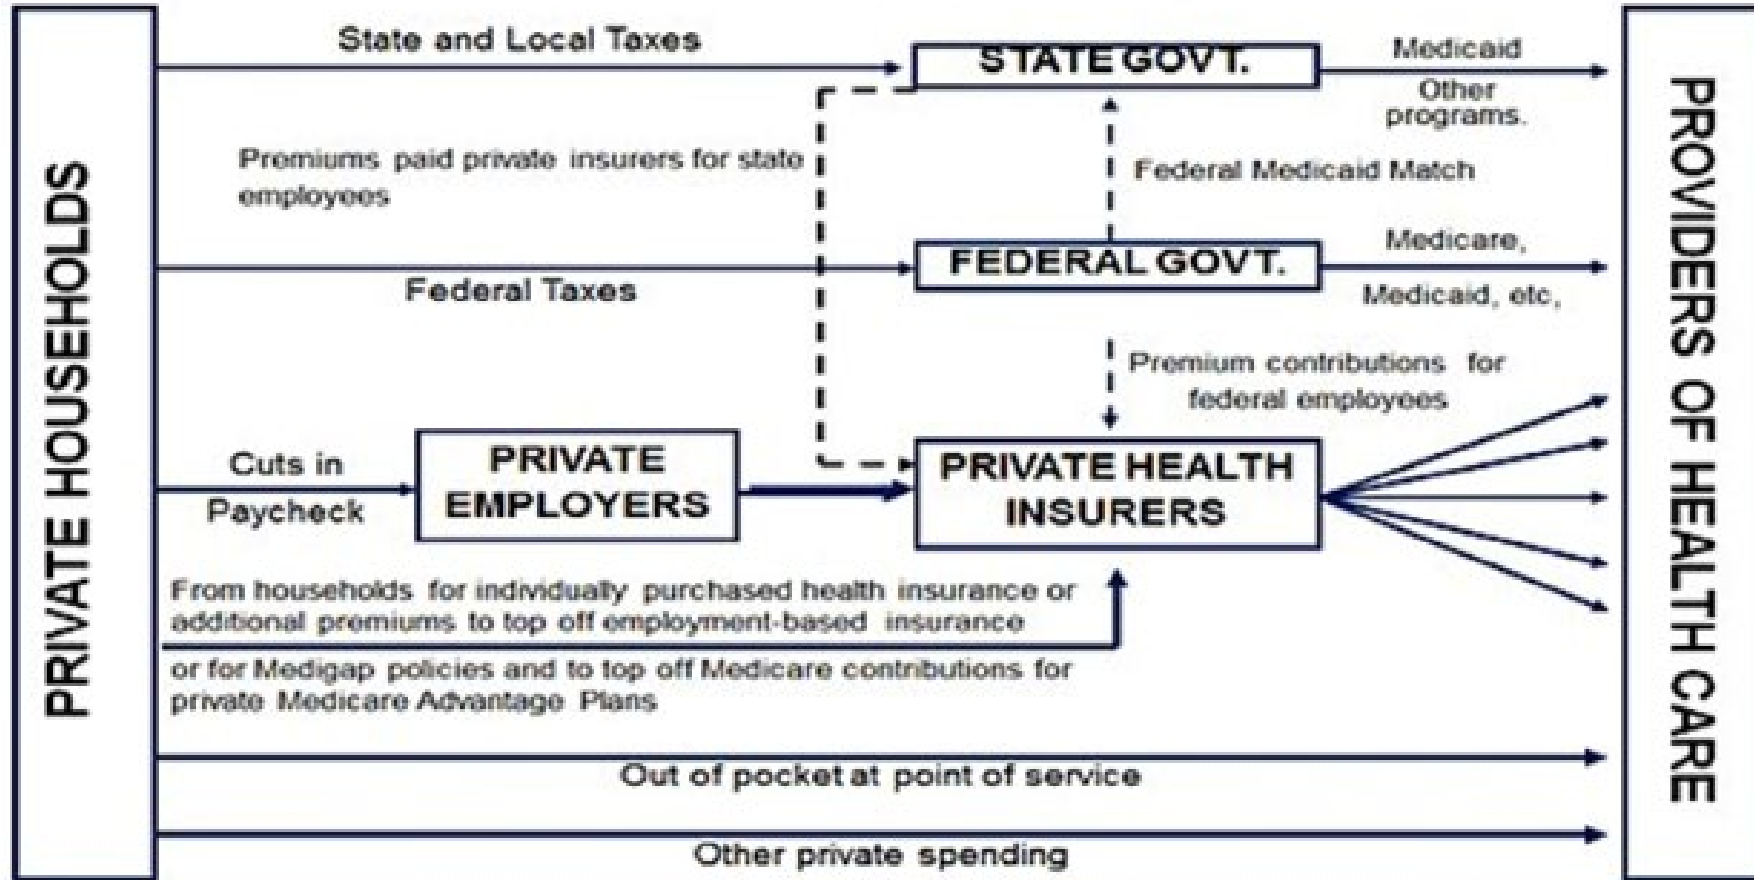 PRIVATE HOUSEHOLDS
State and Local Taxes
STATE GOVT.
Medicaid
Other
programs.
Premiums paid private insurers for state
employees
Federal Medicaid Match
Federal Taxes
FEDERAL GOVT.
Medicare,
Medicaid, etc,
Premium contributions for
federal employees
Cuts in
Paycheck
PRIVATE
EMPLOYERS
PRIVATE HEALTH
INSURERS
From households for individually purchased health insurance or
additional premiums to top off employment-based insurance
or for Medigap policies and to top off Medicare contributions for
private Medicare Advantage Plans
Out of pocket at point of service
Other private spending
PROVIDERS OF HEALTH CARE